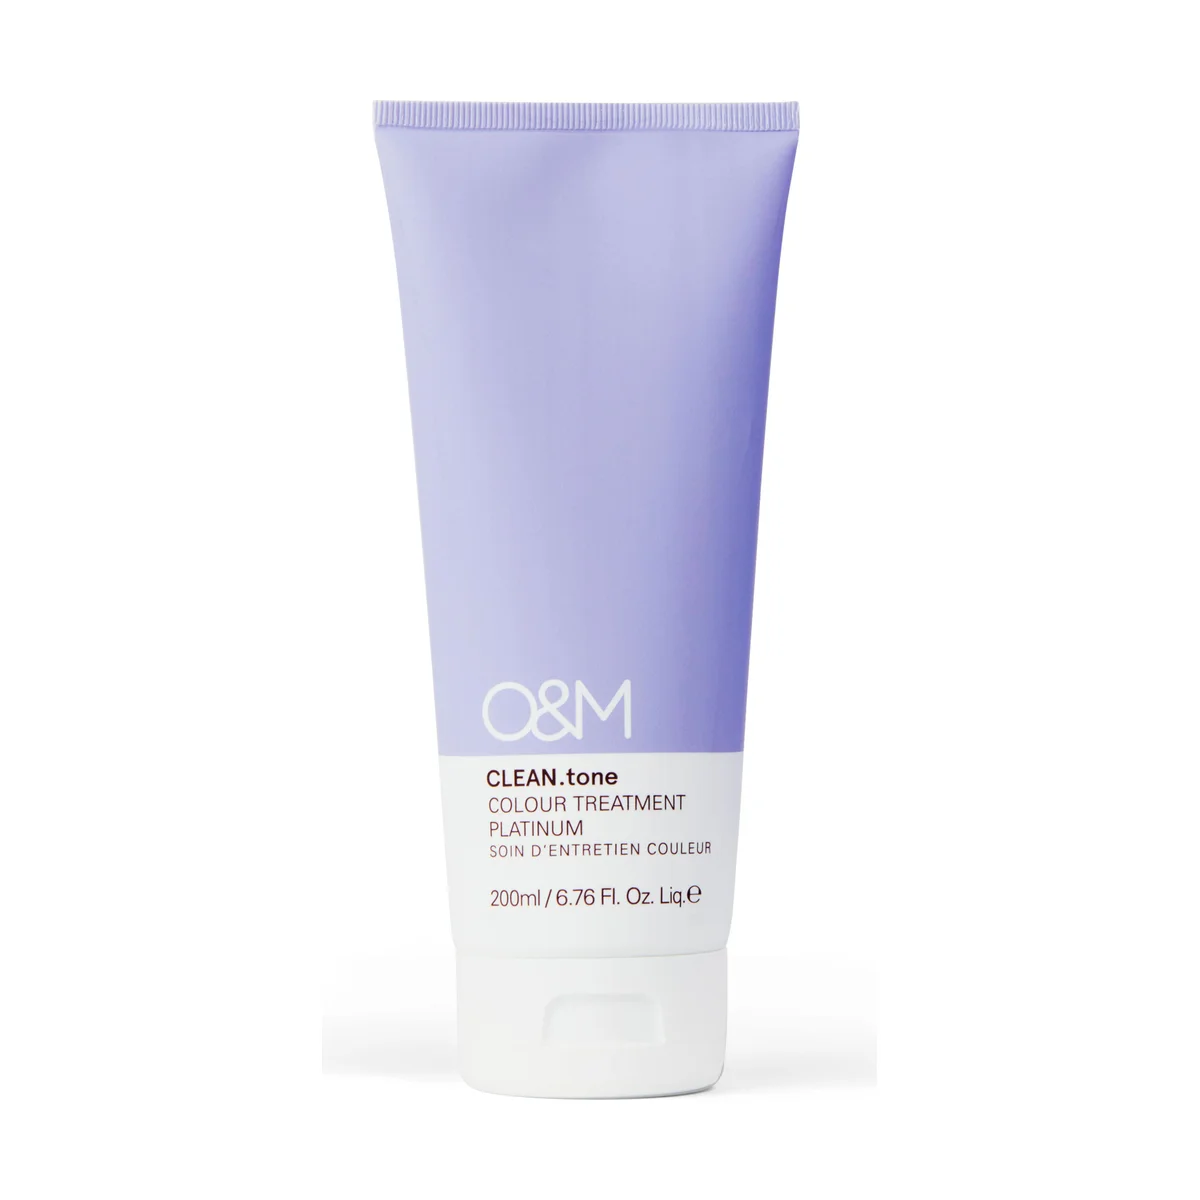 O&M
CLEAN.tone
COLOUR TREATMENT
PLATINUM
SOIN D'ENTRETIEN COULEUR
200ml / 6.76 Fl. Oz. Liq.℮